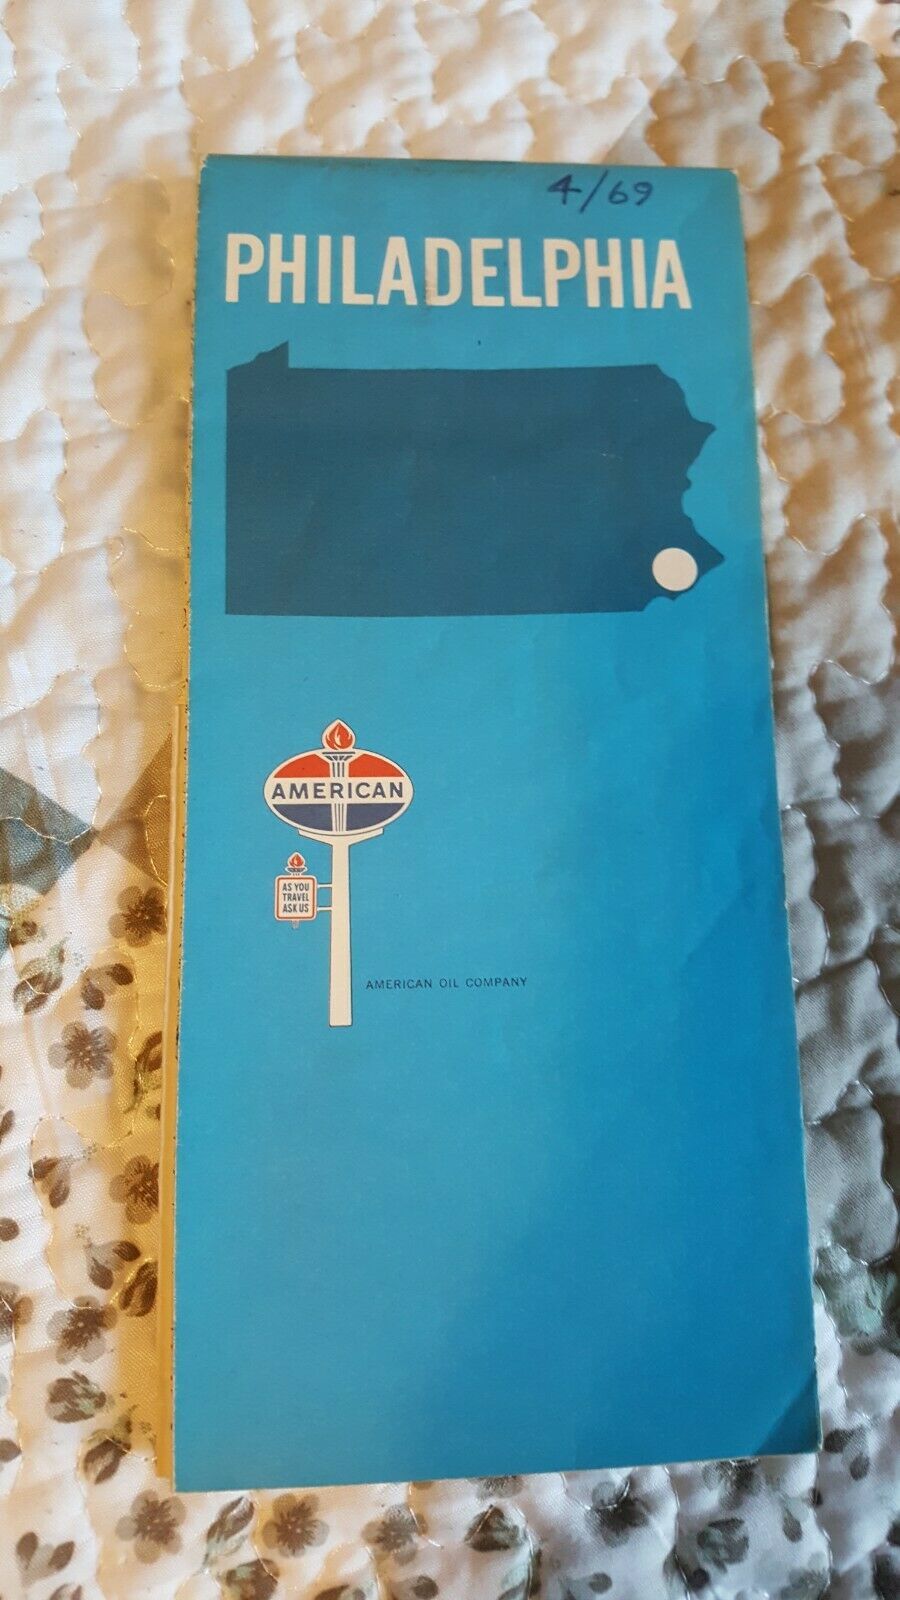 4/69
PHILADELPHIA
AMERICAN
AS YOU
TRAVEL
ASK US
AMERICAN OIL COMPANY